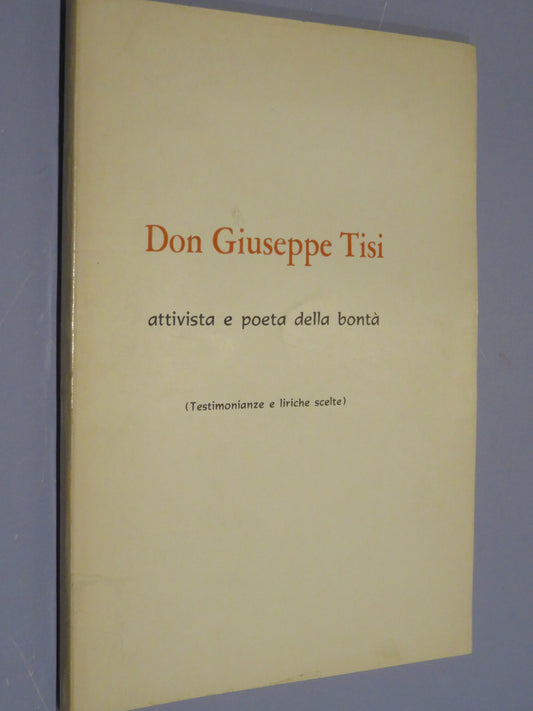 Don Giuseppe Tisi
attivista e poeta della bontà
(Testimonianze e liriche scelte)